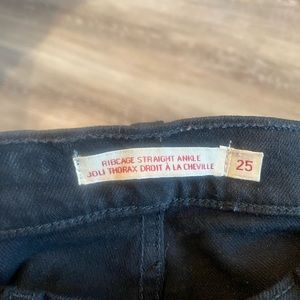 RIBCAGE STRAIGHT ANKLE
JOLI THORAX DROIT À LA CHEVILLE
25